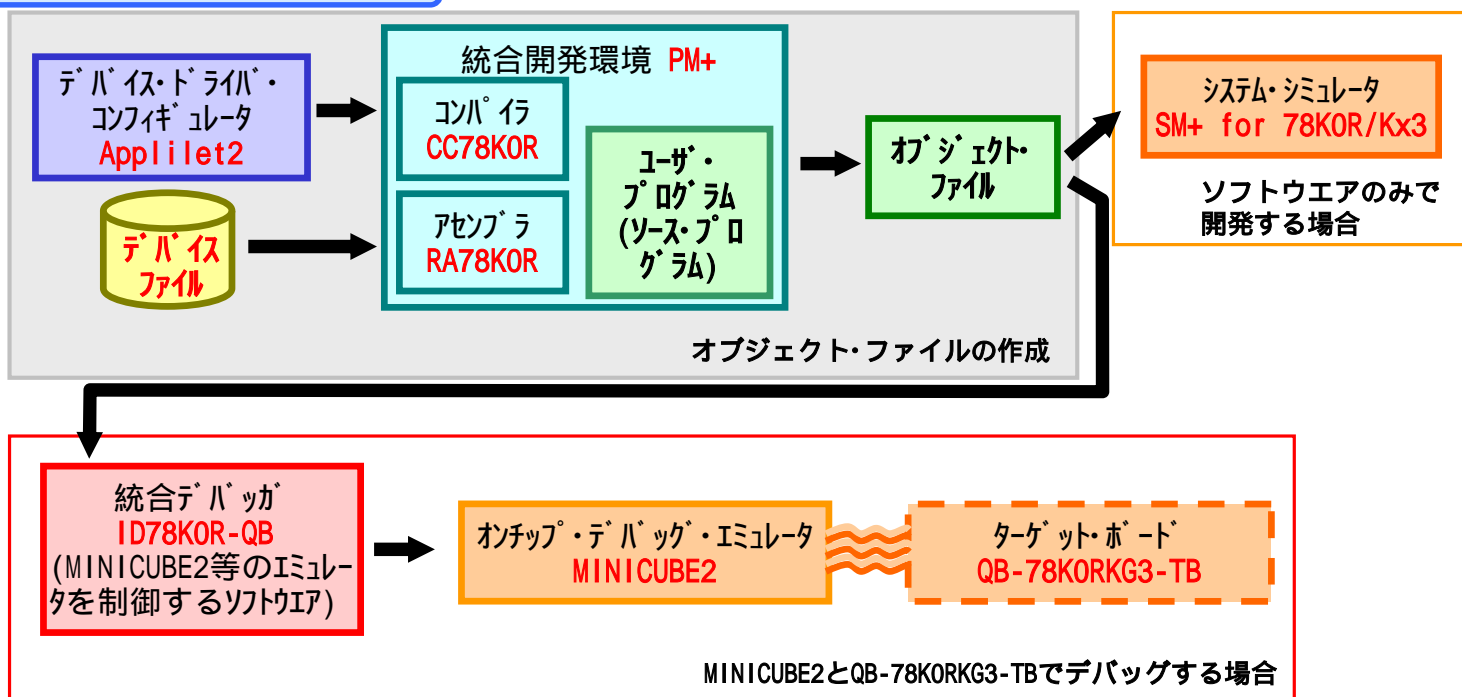 デバイス・ドライバ・
コンフィギュレータ
Applilet2
デバイス
ファイル
統合開発環境 PM+
コンパイラ
CC78K0R
アセンブラ
RA78K0R
ユーザ・
プログラム
(ソース・プロ
グラム)
オブジェクト・
ファイル
オブジェクト・ファイルの作成
システム・シミュレータ
SM+ for 78K0R/Kx3
ソフトウエアのみで
開発する場合
統合デバッガ
ID78K0R-QB
(MINICUBE2等のエミュレー
タを制御するソフトウエア)
オンチップ・デバッグ・エミュレータ
MINICUBE2
ターゲット・ボード
QB-78K0RKG3-TB
MINICUBE2とQB-78K0RKG3-TBでデバッグする場合